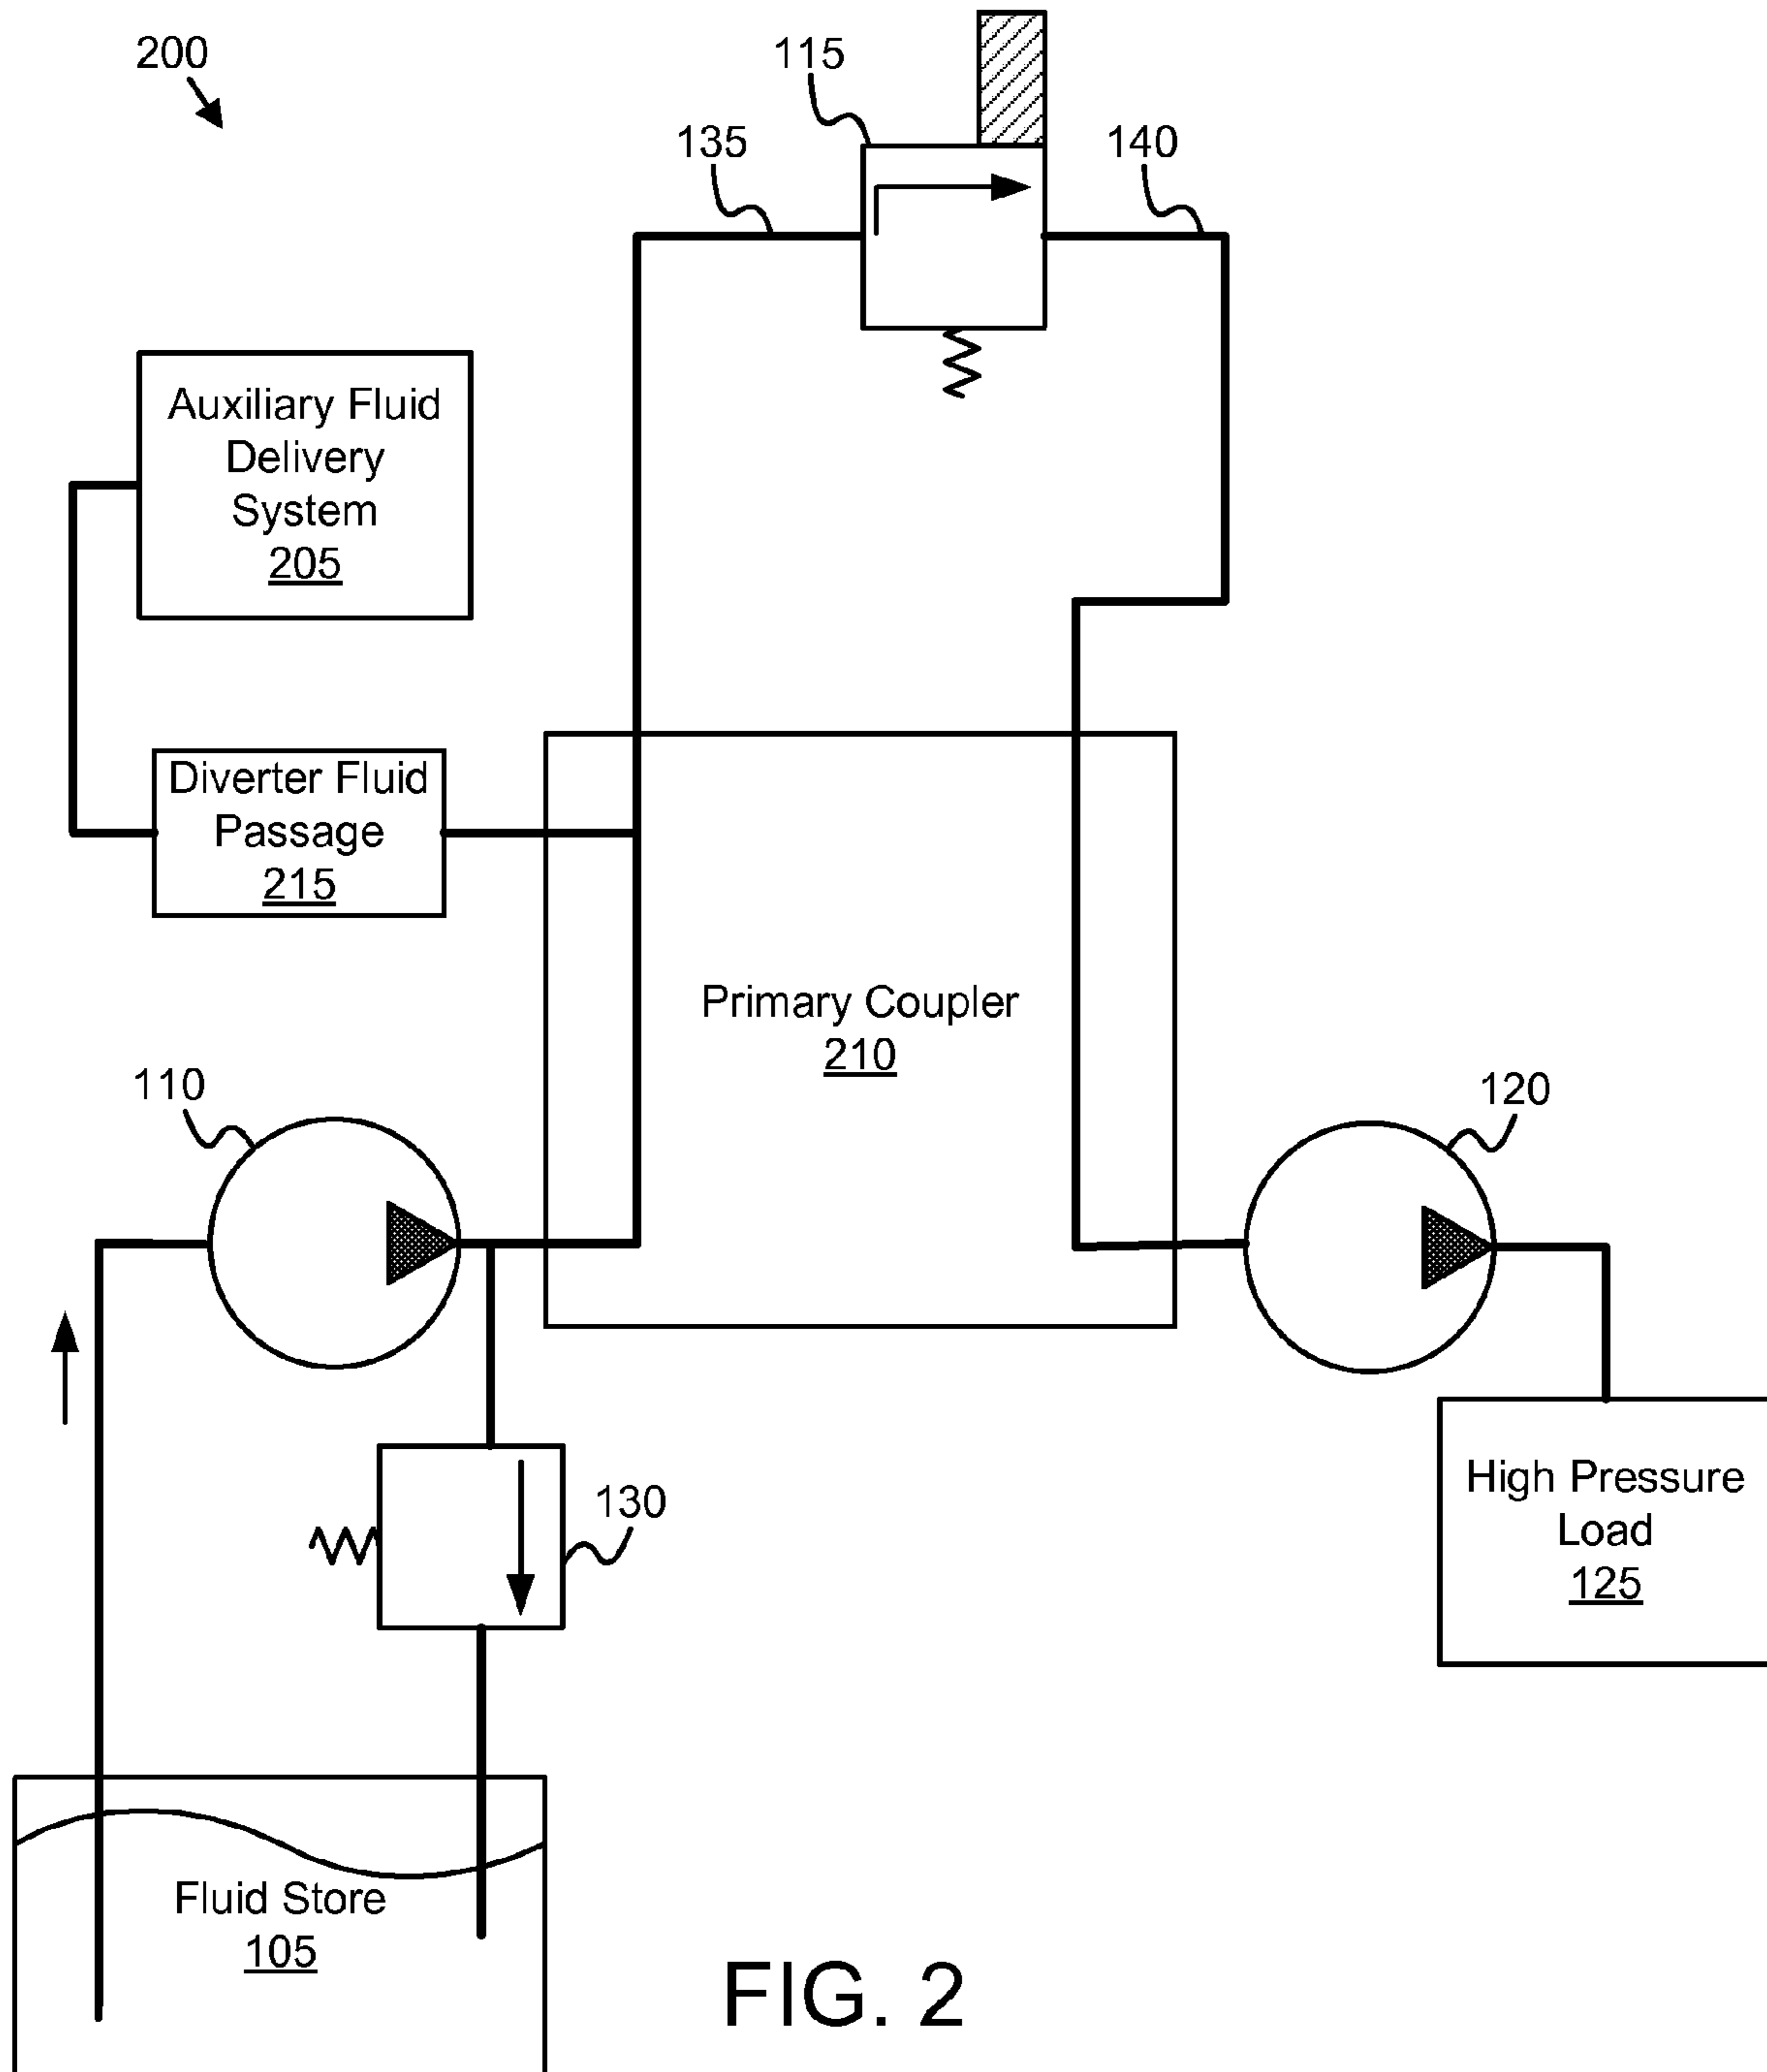 200
115
135
140
Auxiliary Fluid
Delivery
System
205
Diverter Fluid
Passage
215
Primary Coupler
210
110
120
130
High Pressure
Load
125
Fluid Store
105
FIG. 2